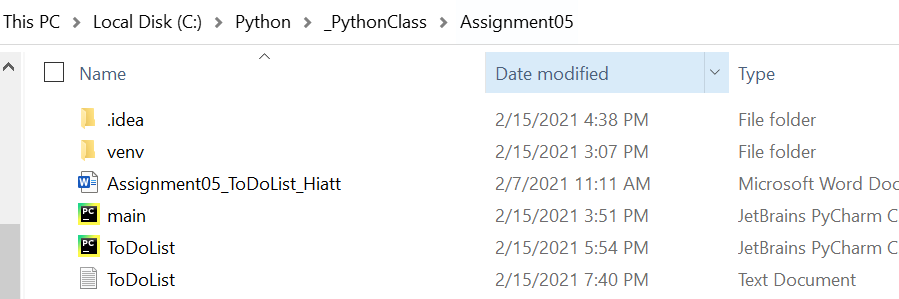 This PC > Local Disk (C:) > Python > _PythonClass > Assignment05
Name Date modified Type
.idea 2/15/2021 4:38 PM File folder
venv 2/15/2021 3:07 PM File folder
Assignment05_ToDoList_Hiatt 2/7/2021 11:11 AM Microsoft Word Doc
PC main 2/15/2021 3:51 PM JetBrains PyCharm C
PC ToDoList 2/15/2021 5:54 PM JetBrains PyCharm C
ToDoList 2/15/2021 7:40 PM Text Document